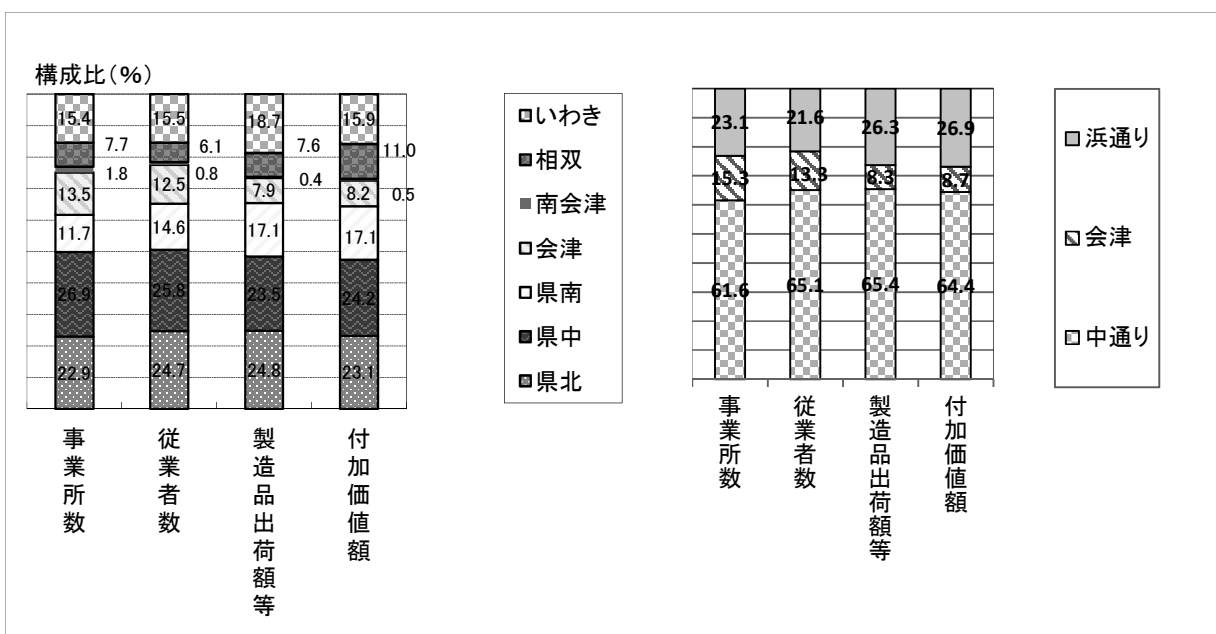 構成比（%）
15.4 15.5 18.7 15.9
7.7 6.1 7.6 11.0
1.8 0.8 0.4 0.5
13.5 12.5 7.9 8.2
11.7 14.6 17.1 17.1
26.9 25.8 23.5 24.2
22.9 24.7 24.8 23.1
事業所数
従業者数
製造品出荷額等
付加価値額
いわき
相双
南会津
会津
県南
県中
県北
23.1 21.6 26.3 26.9
15.3 13.3 8.3 8.7
61.6 65.1 65.4 64.4
事業所数
従業者数
製造品出荷額等
付加価値額
浜通り
会津
中通り